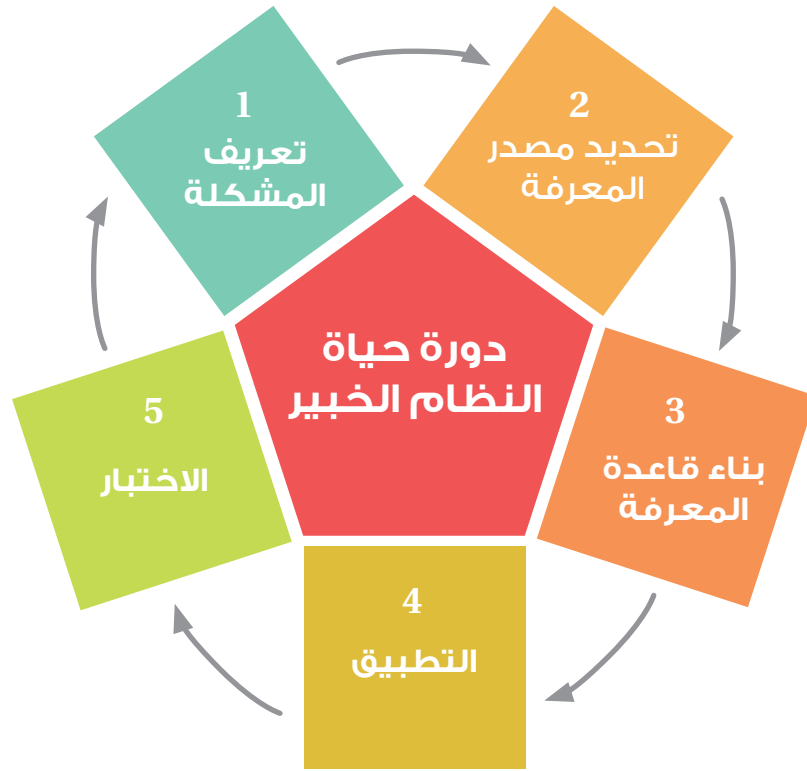 دورة حياة
النظام الخبير
1
تعريف
المشكلة
2
تحديد مصدر
المعرفة
3
بناء قاعدة
المعرفة
4
التطبيق
5
الاختبار